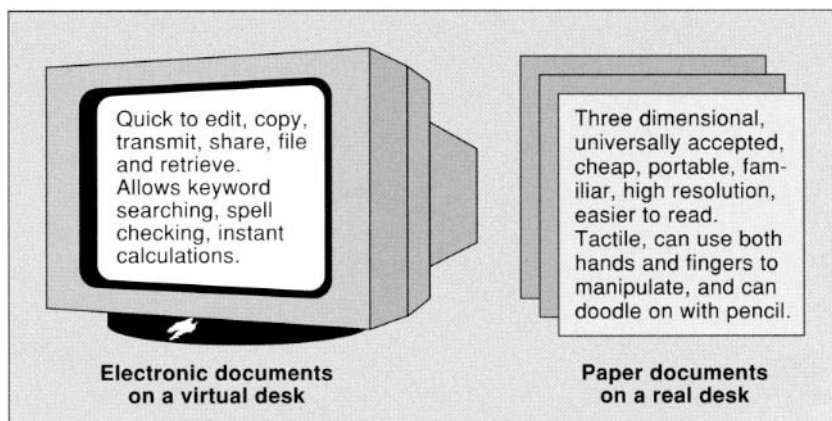 Quick to edit, copy,
transmit, share, file
and retrieve.
Allows keyword
searching, spell
checking, instant
calculations.
Electronic documents
on a virtual desk
Three dimensional,
universally accepted,
cheap, portable, fam-
iliar, high resolution,
easier to read.
Tactile, can use both
hands and fingers to
manipulate, and can
doodle on with pencil.
Paper documents
on a real desk